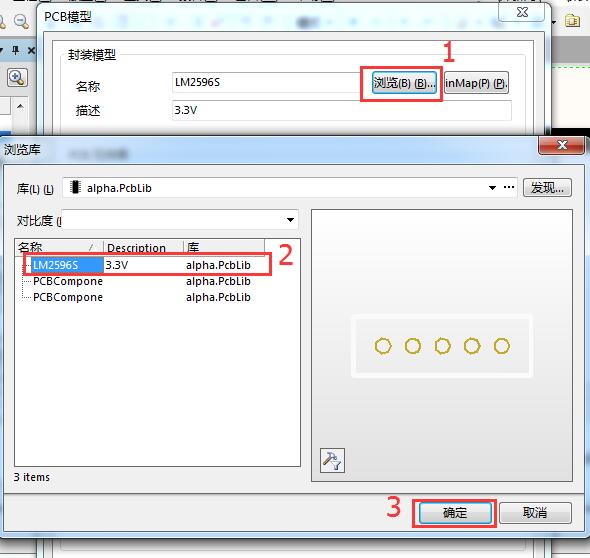 PCB模型
封装模型
1
名称
LM2596S
浏览(B) (B)...
inMap(P) (P).
描述
3.3V
浏览库
库(L) (L)
alpha.PcbLib
...
发现...
对比度(
名称 / Description 库
2
LM2596S 3.3V alpha.PcbLib
PCBCompone alpha.PcbLib
PCBCompone alpha.PcbLib
3 items
3
确定
取消